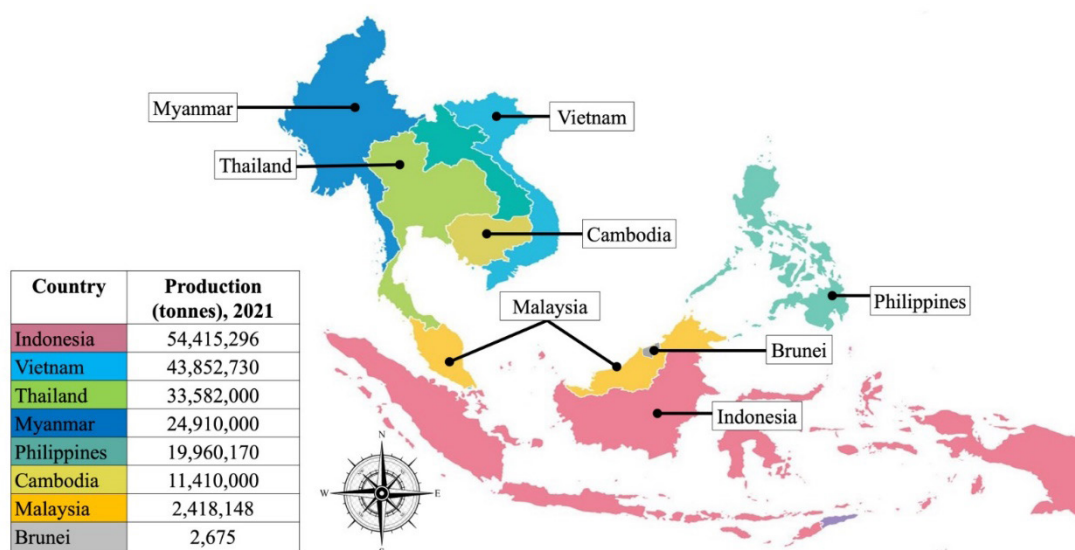 Myanmar
Vietnam
Thailand
Cambodia
Country Production (tonnes), 2021
Indonesia 54,415,296
Vietnam 43,852,730
Thailand 33,582,000
Myanmar 24,910,000
Philippines 19,960,170
Cambodia 11,410,000
Malaysia 2,418,148
Brunei 2,675
Malaysia
Philippines
Brunei
Indonesia
N
W E